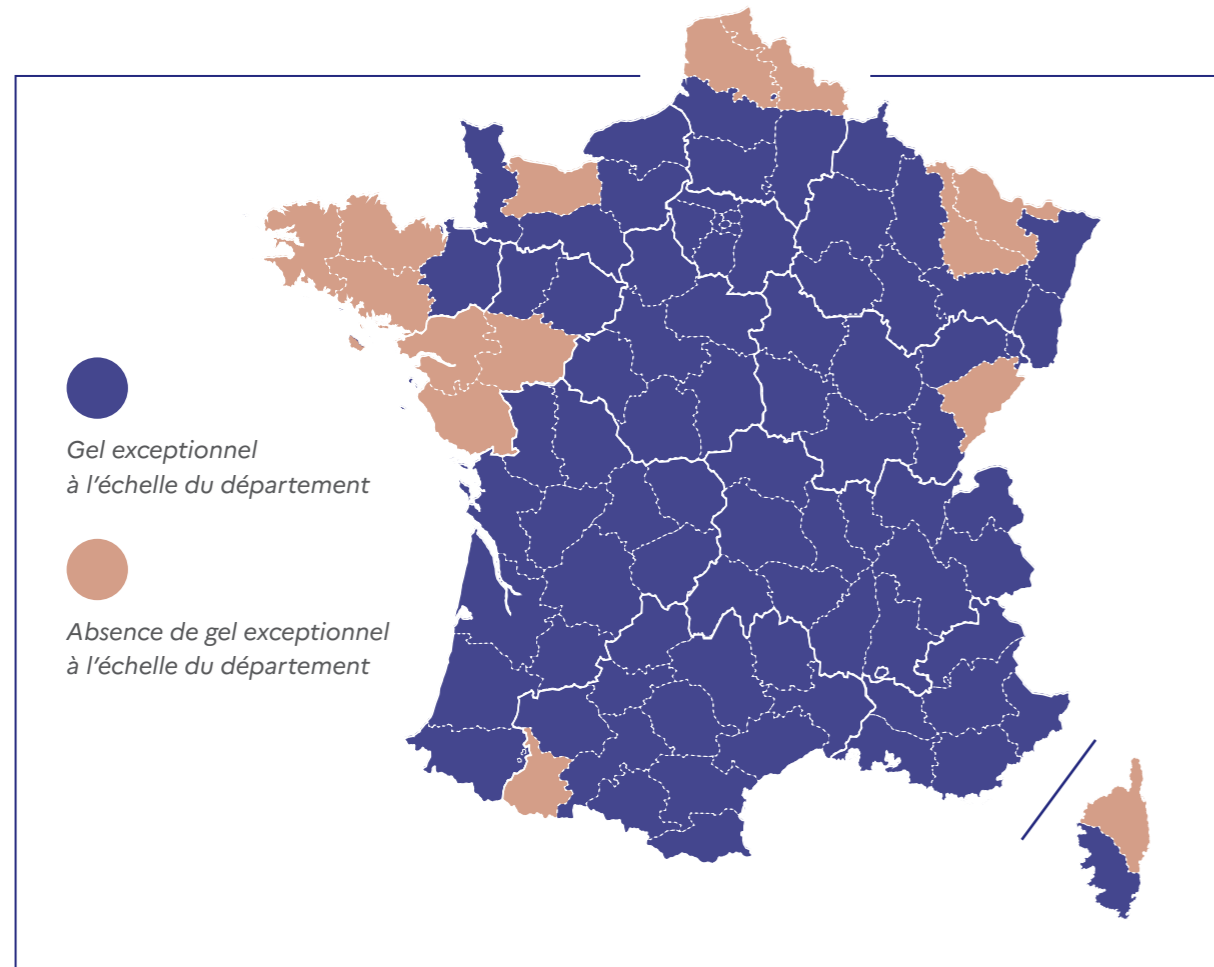 Gel exceptionnel
à l’échelle du département
Absence de gel exceptionnel
à l’échelle du département